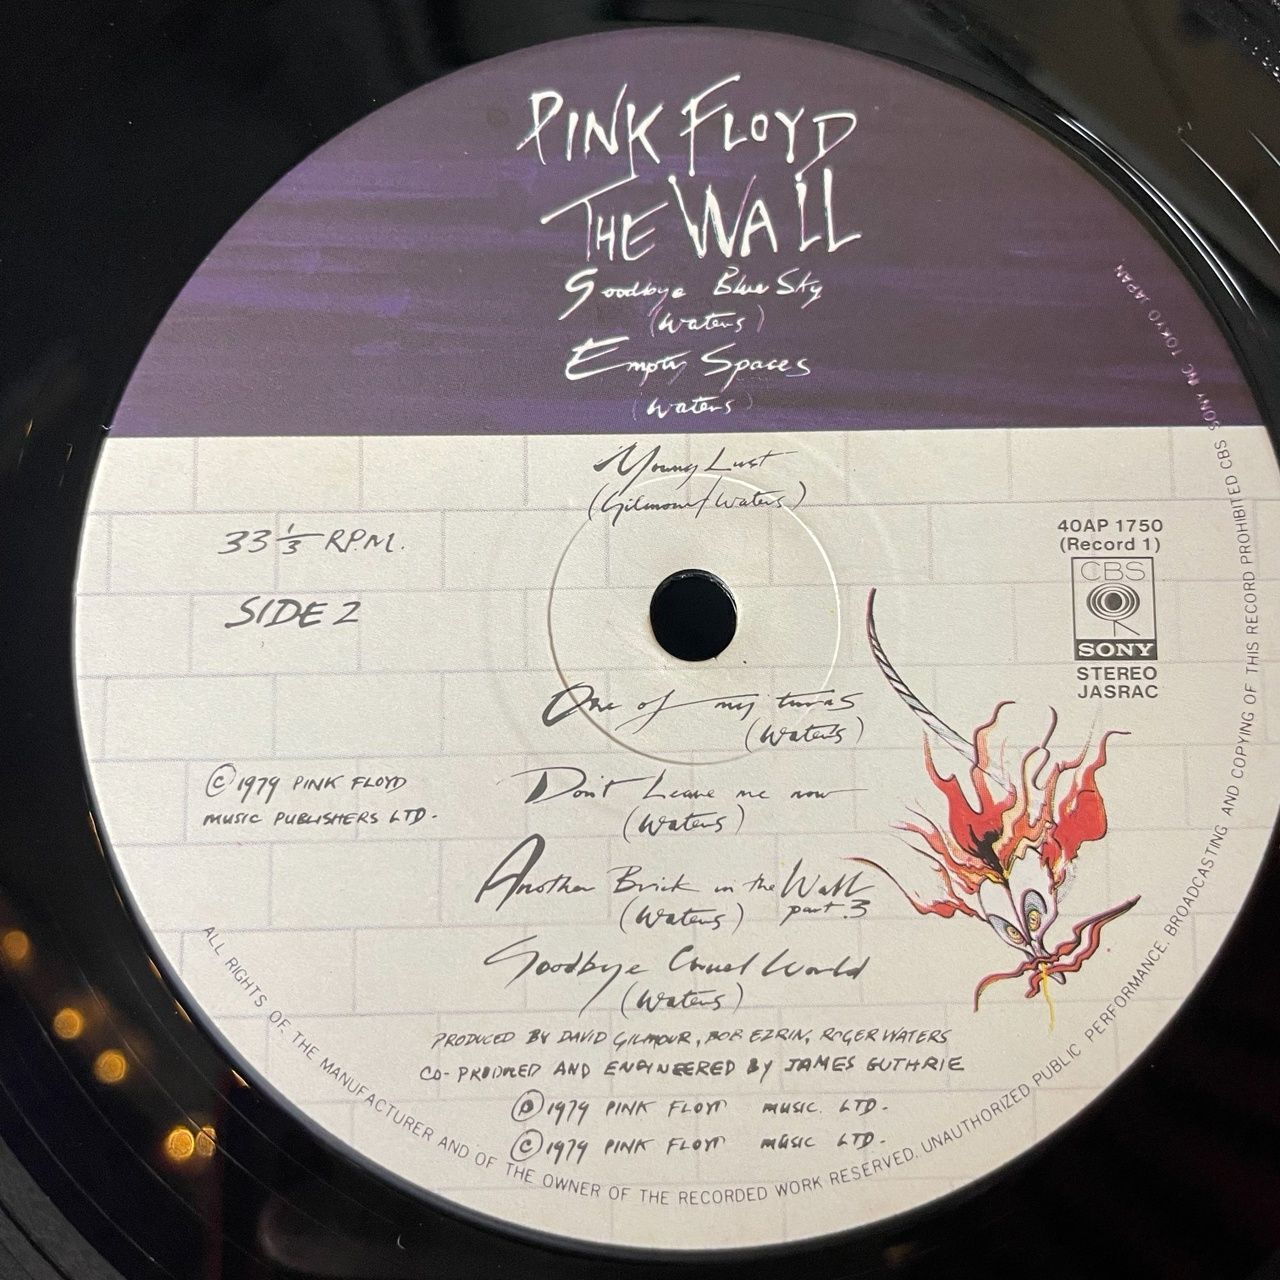 PINK FLOYD
THE WALL
Goodbye Blue Sky
(Waters)
Empty Spaces
(Waters)
Young Lust
(Gilmour/Waters)
33 1/3 R.P.M.
SIDE 2
40AP 1750
(Record 1)
CBS
SONY
STEREO
JASRAC
One of my turns
(Waters)
Don't Leave me now
(Waters)
© 1979 PINK FLOYD
MUSIC PUBLISHERS LTD.
Another Brick in the Wall
part.3
(Waters)
Goodbye Cruel World
(Waters)
PRODUCED BY DAVID GILMOUR, BOB EZRIN, ROGER WATERS
CO-PRODUCED AND ENGINEERED BY JAMES GUTHRIE
℗ 1979 PINK FLOYD MUSIC. LTD.
© 1979 PINK FLOYD MUSIC LTD.
ALL RIGHTS OF THE MANUFACTURER AND OF THE OWNER OF THE RECORDED WORK RESERVED. UNAUTHORIZED PUBLIC PERFORMANCE. BROADCASTING AND COPYING OF THIS RECORD PROHIBITED CBS SONY INC. TOKYO JAPAN.